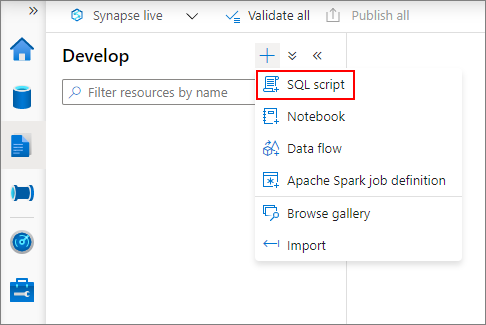 Synapse live
Validate all
Publish all
Develop
Filter resources by name
SQL script
Notebook
Data flow
Apache Spark job definition
Browse gallery
Import